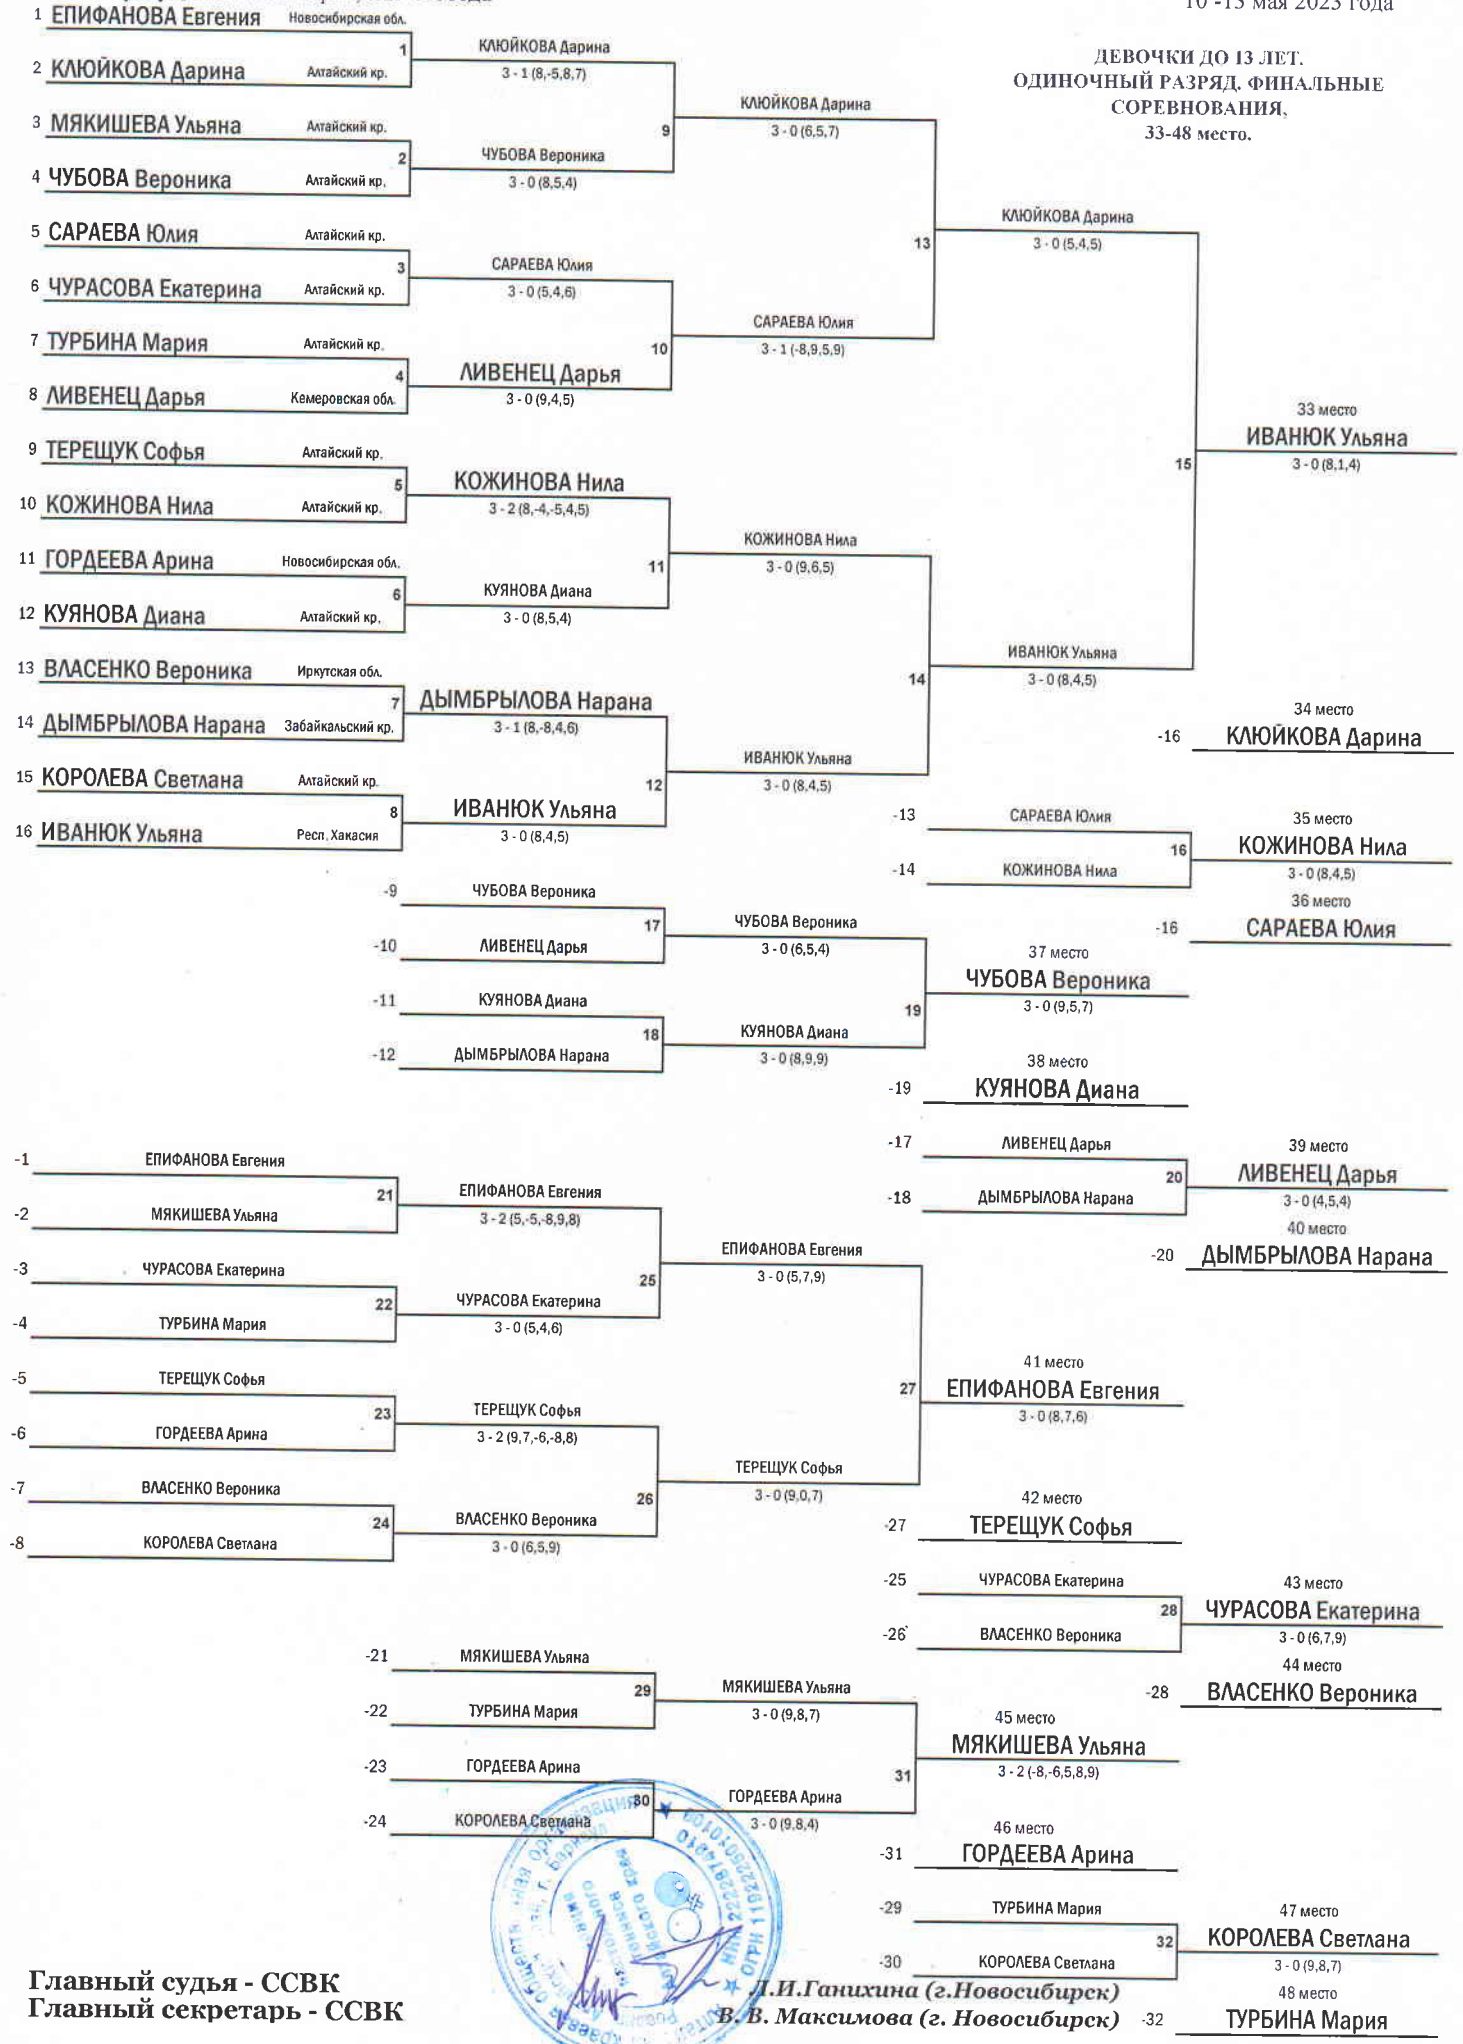 10 -13 мая 2023 года
ДЕВОЧКИ ДО 13 ЛЕТ.
ОДИНОЧНЫЙ РАЗРЯД. ФИНАЛЬНЫЕ
СОРЕВНОВАНИЯ,
33-48 место.
1 ЕПИФАНОВА Евгения Новосибирская обл.
1 КЛЮЙКОВА Дарина
2 КЛЮЙКОВА Дарина Алтайский кр. 3 - 1 (8,-5,8,7)
КЛЮЙКОВА Дарина
3 МЯКИШЕВА Ульяна Алтайский кр. 9 3 - 0 (6,5,7)
2 ЧУБОВА Вероника
4 ЧУБОВА Вероника Алтайский кр. 3 - 0 (8,5,4)
КЛЮЙКОВА Дарина
5 САРАЕВА Юлия Алтайский кр. 13 3 - 0 (5,4,5)
3 САРАЕВА Юлия
6 ЧУРАСОВА Екатерина Алтайский кр. 3 - 0 (5,4,6)
САРАЕВА Юлия
7 ТУРБИНА Мария Алтайский кр. 10 3 - 1 (-8,9,5,9)
4 ЛИВЕНЕЦ Дарья
8 ЛИВЕНЕЦ Дарья Кемеровская обл. 3 - 0 (9,4,5)
33 место
ИВАНЮК Ульяна
9 ТЕРЕЩУК Софья Алтайский кр. 15 3 - 0 (8,1,4)
5 КОЖИНОВА Нила
10 КОЖИНОВА Нила Алтайский кр. 3 - 2 (8,-4,-5,4,5)
КОЖИНОВА Нила
11 ГОРДЕЕВА Арина Новосибирская обл. 11 3 - 0 (9,6,5)
6 КУЯНОВА Диана
12 КУЯНОВА Диана Алтайский кр. 3 - 0 (8,5,4)
ИВАНЮК Ульяна
13 ВЛАСЕНКО Вероника Иркутская обл. 14 3 - 0 (8,4,5)
7 ДЫМБРЫЛОВА Нарана
14 ДЫМБРЫЛОВА Нарана Забайкальский кр. 3 - 1 (8,-8,4,6)
34 место
-16 КЛЮЙКОВА Дарина
ИВАНЮК Ульяна
15 КОРОЛЕВА Светлана Алтайский кр. 12 3 - 0 (8,4,5)
8 ИВАНЮК Ульяна
16 ИВАНЮК Ульяна Респ. Хакасия 3 - 0 (8,4,5)
-13 САРАЕВА Юлия 35 место
16 КОЖИНОВА Нила
-14 КОЖИНОВА Нила 3 - 0 (8,4,5)
36 место
-16 САРАЕВА Юлия
-9 ЧУБОВА Вероника
17 ЧУБОВА Вероника
-10 ЛИВЕНЕЦ Дарья 3 - 0 (6,5,4)
37 место
ЧУБОВА Вероника
-11 КУЯНОВА Диана 19 3 - 0 (9,5,7)
18 КУЯНОВА Диана
-12 ДЫМБРЫЛОВА Нарана 3 - 0 (8,9,9)
38 место
-19 КУЯНОВА Диана
-17 ЛИВЕНЕЦ Дарья 39 место
20 ЛИВЕНЕЦ Дарья
-18 ДЫМБРЫЛОВА Нарана 3 - 0 (4,5,4)
40 место
-20 ДЫМБРЫЛОВА Нарана
-1 ЕПИФАНОВА Евгения
21 ЕПИФАНОВА Евгения
-2 МЯКИШЕВА Ульяна 3 - 2 (5,-5,-8,9,8)
ЕПИФАНОВА Евгения
-3 ЧУРАСОВА Екатерина 25 3 - 0 (5,7,9)
22 ЧУРАСОВА Екатерина
-4 ТУРБИНА Мария 3 - 0 (5,4,6)
41 место
ЕПИФАНОВА Евгения
-5 ТЕРЕЩУК Софья 27 3 - 0 (8,7,6)
23 ТЕРЕЩУК Софья
-6 ГОРДЕЕВА Арина 3 - 2 (9,7,-6,-8,8)
ТЕРЕЩУК Софья
-7 ВЛАСЕНКО Вероника 26 3 - 0 (9,0,7)
24 ВЛАСЕНКО Вероника
-8 КОРОЛЕВА Светлана 3 - 0 (6,5,9)
42 место
-27 ТЕРЕЩУК Софья
-25 ЧУРАСОВА Екатерина 43 место
28 ЧУРАСОВА Екатерина
-26 ВЛАСЕНКО Вероника 3 - 0 (6,7,9)
44 место
-28 ВЛАСЕНКО Вероника
-21 МЯКИШЕВА Ульяна
29 МЯКИШЕВА Ульяна
-22 ТУРБИНА Мария 3 - 0 (9,8,7)
45 место
МЯКИШЕВА Ульяна
-23 ГОРДЕЕВА Арина 31 3 - 2 (-8,-6,5,8,9)
30 ГОРДЕЕВА Арина
-24 КОРОЛЕВА Светлана 3 - 0 (9,8,4)
46 место
-31 ГОРДЕЕВА Арина
-29 ТУРБИНА Мария 47 место
32 КОРОЛЕВА Светлана
-30 КОРОЛЕВА Светлана 3 - 0 (9,8,7)
48 место
-32 ТУРБИНА Мария
Главный судья - ССВК Л.И.Ганихина (г.Новосибирск)
Главный секретарь - ССВК В. В. Максимова (г. Новосибирск)